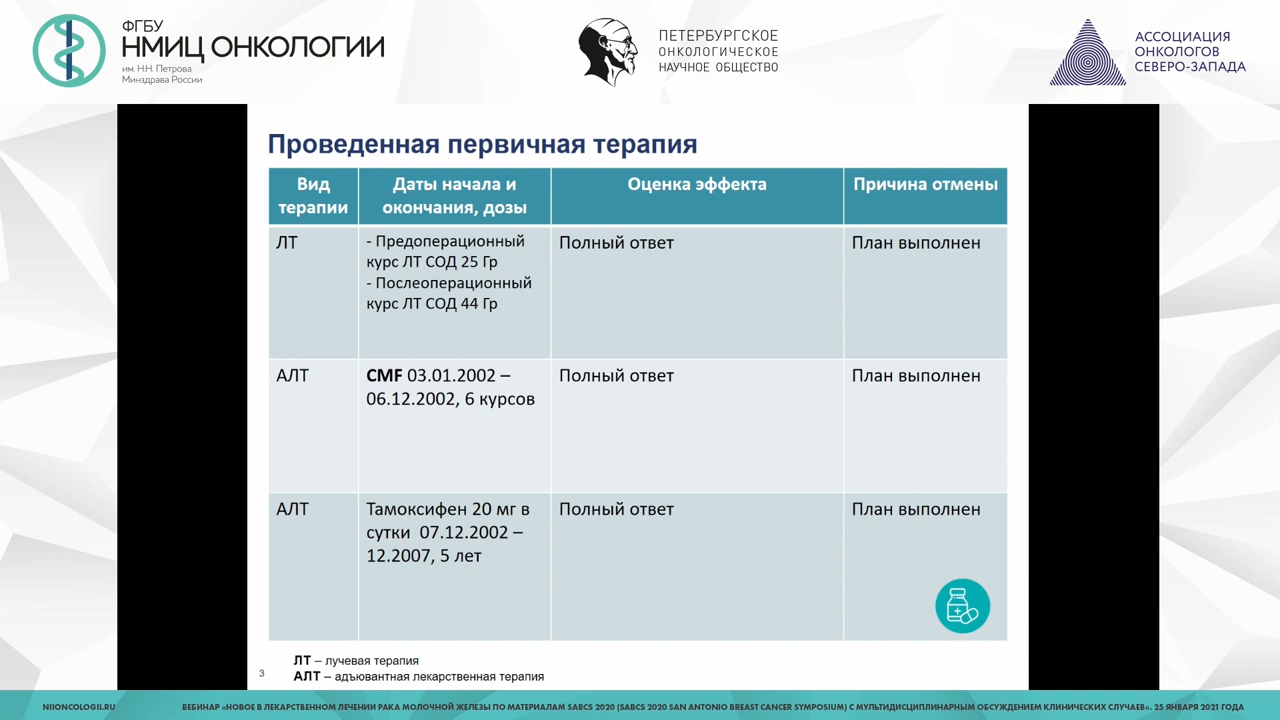 ФГБУ
НМИЦ ОНКОЛОГИИ
им. Н.Н. Петрова
Минздрава России
ПЕТЕРБУРГСКОЕ
ОНКОЛОГИЧЕСКОЕ
НАУЧНОЕ ОБЩЕСТВО
АССОЦИАЦИЯ
ОНКОЛОГОВ
СЕВЕРО-ЗАПАДА
Проведенная первичная терапия
Вид
терапии
Даты начала и
окончания, дозы
Оценка эффекта
Причина отмены
ЛТ
- Предоперационный
курс ЛТ СОД 25 Гр
- Послеоперационный
курс ЛТ СОД 44 Гр
Полный ответ
План выполнен
АЛТ
CMF 03.01.2002 –
06.12.2002, 6 курсов
Полный ответ
План выполнен
АЛТ
Тамоксифен 20 мг в
сутки 07.12.2002 –
12.2007, 5 лет
Полный ответ
План выполнен
ЛТ – лучевая терапия
АЛТ – адъювантная лекарственная терапия
3
NIIONCOLOGII.RU
ВЕБИНАР «НОВОЕ В ЛЕКАРСТВЕННОМ ЛЕЧЕНИИ РАКА МОЛОЧНОЙ ЖЕЛЕЗЫ ПО МАТЕРИАЛАМ SABCS 2020 (SABCS 2020 SAN ANTONIO BREAST CANCER SYMPOSIUM) С МУЛЬТИДИСЦИПЛИНАРНЫМ ОБСУЖДЕНИЕМ КЛИНИЧЕСКИХ СЛУЧАЕВ». 25 ЯНВАРЯ 2021 ГОДА